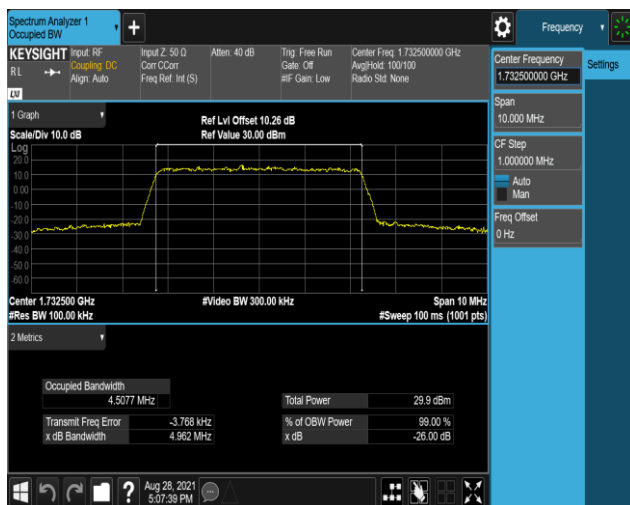 Spectrum Analyzer 1
Occupied BW
Frequency
KEYSIGHT
RL
LXI
Input: RF
Coupling: DC
Align: Auto
Input Z: 50 Ω
Corr CCorr
Freq Ref: Int (S)
Atten: 40 dB
Trig: Free Run
Gate: Off
#IF Gain: Low
Center Freq: 1.732500000 GHz
Avg|Hold: 100/100
Radio Std: None
Center Frequency
1.732500000 GHz
Settings
Span
10.000 MHz
CF Step
1.000000 MHz
Auto
Man
Freq Offset
0 Hz
1 Graph
Scale/Div 10.0 dB
Ref Lvl Offset 10.26 dB
Ref Value 30.00 dBm
Log
20.0
10.0
0.00
-10.0
-20.0
-30.0
-40.0
-50.0
-60.0
Center 1.732500 GHz
#Res BW 100.00 kHz
#Video BW 300.00 kHz
Span 10 MHz
#Sweep 100 ms (1001 pts)
2 Metrics
Occupied Bandwidth
4.5077 MHz
Transmit Freq Error -3.768 kHz
x dB Bandwidth 4.962 MHz
Total Power 29.9 dBm
% of OBW Power 99.00 %
x dB -26.00 dB
?
Aug 28, 2021
5:07:39 PM